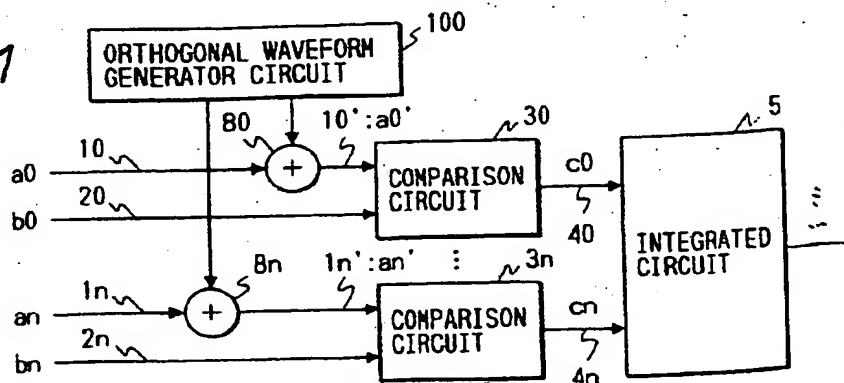 1
ORTHOGONAL WAVEFORM
GENERATOR CIRCUIT
100
80
10':a0'
30
5
a0
10
+
COMPARISON
CIRCUIT
c0
40
b0
20
INTEGRATED
CIRCUIT
8n
1n':an'
3n
an
1n
+
COMPARISON
CIRCUIT
cn
4n
bn
2n